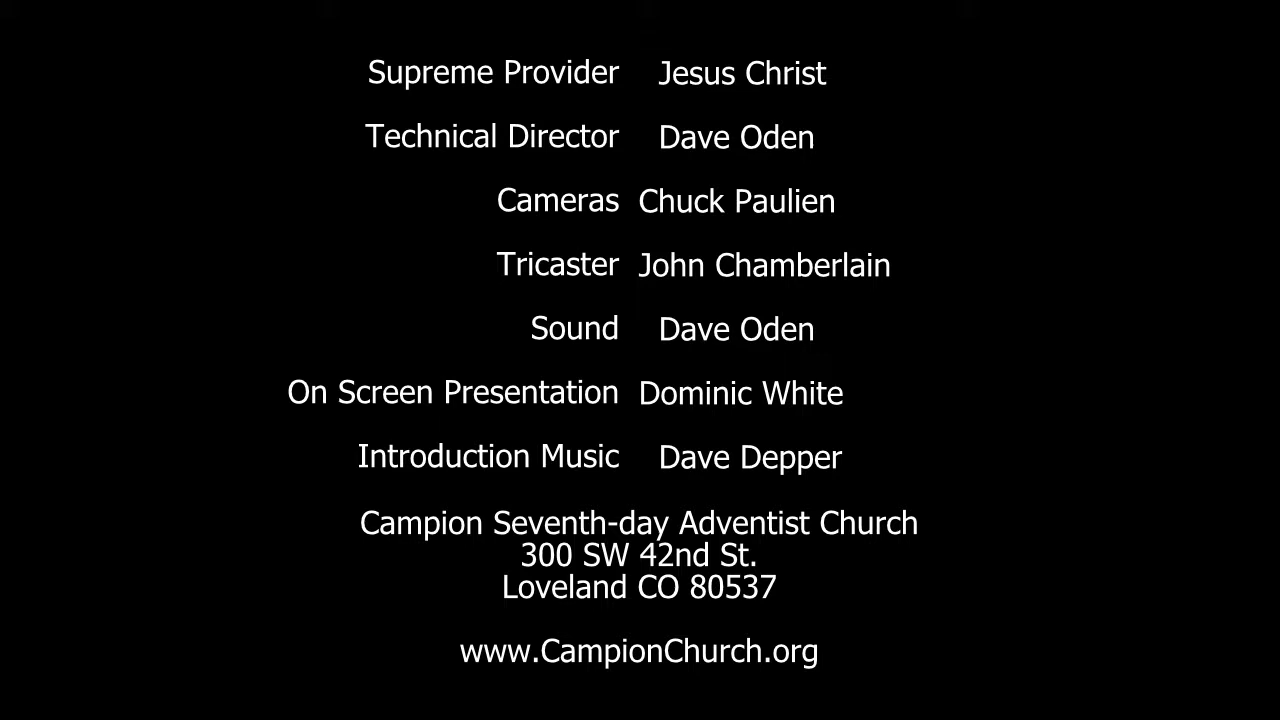 Supreme Provider Jesus Christ
Technical Director Dave Oden
Cameras Chuck Paulien
Tricaster John Chamberlain
Sound Dave Oden
On Screen Presentation Dominic White
Introduction Music Dave Depper
Campion Seventh-day Adventist Church
300 SW 42nd St.
Loveland CO 80537
www.CampionChurch.org